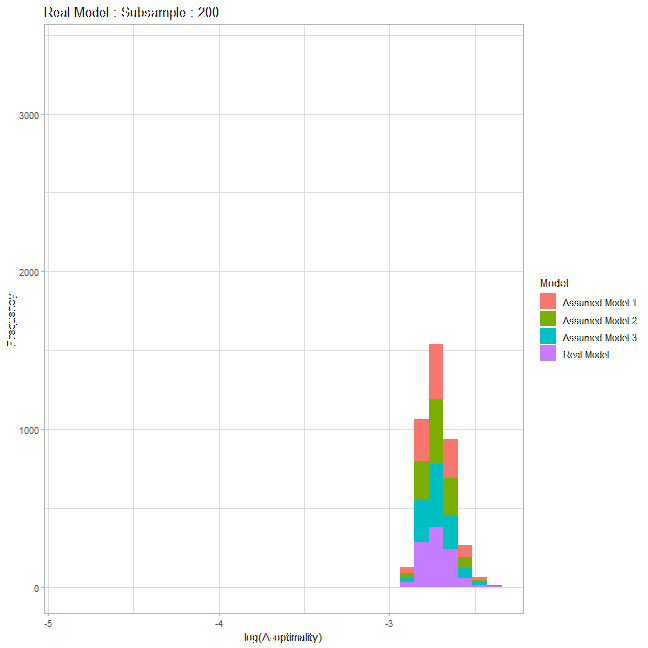 Real Model : Subsample : 200
3000
2000
1000
0
Frequency
-5
-4
-3
log(A-optimality)
Model
Assumed Model 1
Assumed Model 2
Assumed Model 3
Real Model